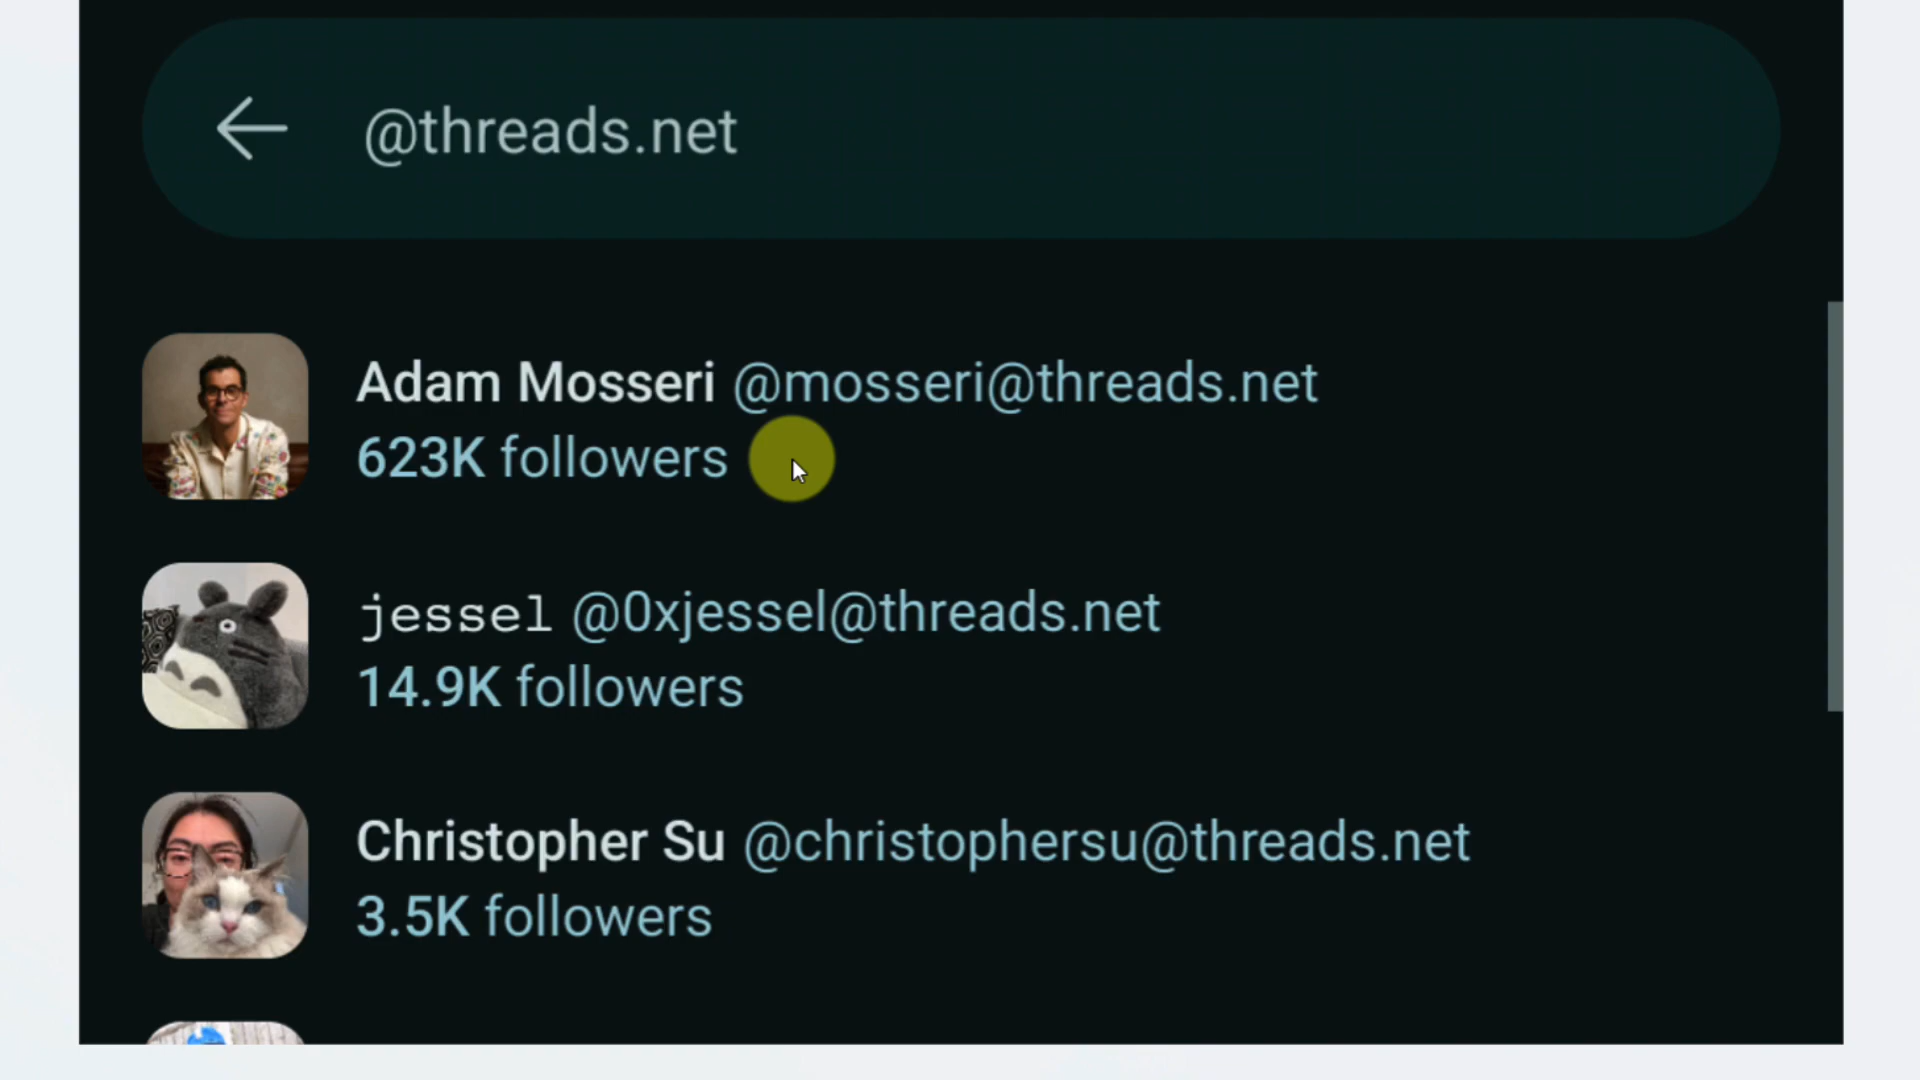 @threads.net
Adam Mosseri @mosseri@threads.net
623K followers
jessel @0xjessel@threads.net
14.9K followers
Christopher Su @christophersu@threads.net
3.5K followers